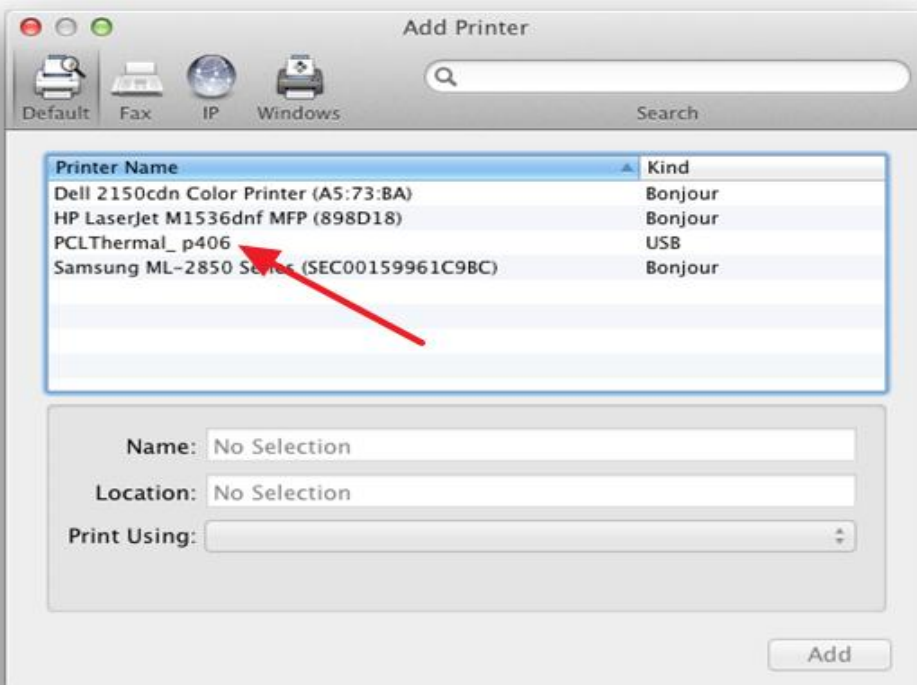 Add Printer
Default Fax IP Windows Search
Printer Name Kind
Dell 2150cdn Color Printer (A5:73:BA) Bonjour
HP LaserJet M1536dnf MFP (898D18) Bonjour
PCLThermal_ p406 USB
Samsung ML-2850 Series (SEC00159961C9BC) Bonjour
Name: No Selection
Location: No Selection
Print Using:
Add